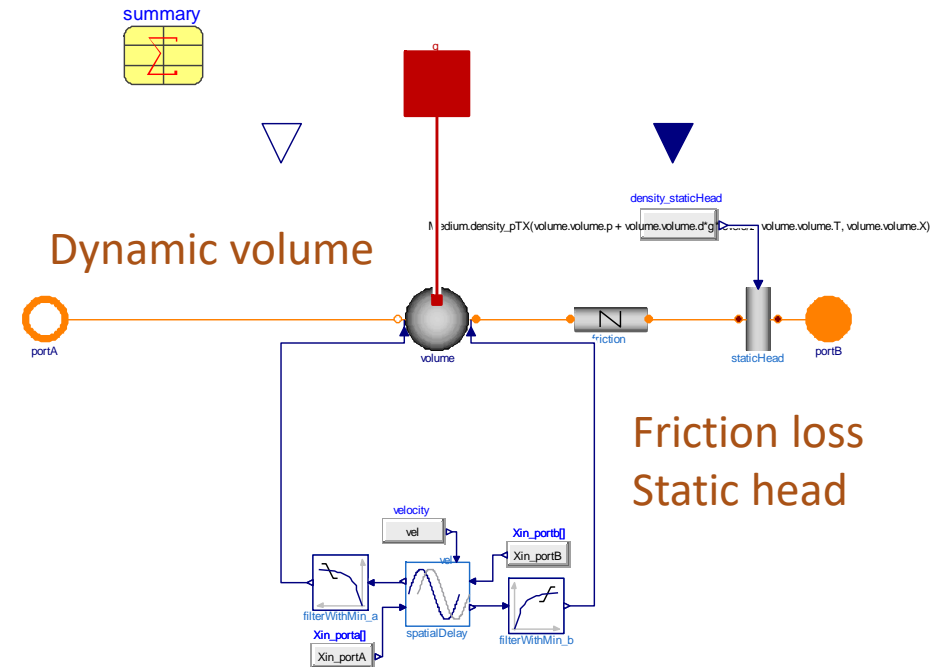 summary
q
density_staticHead
Medium.density_pTX(volume.volume.p + volume.volume.d*g* volume.volume.T, volume.volume.X)
Dynamic volume
portA
volume
friction
staticHead
portB
Friction loss
Static head
velocity
vel
Xin_portb[]
vel
Xin_portB
filterWithMin_a
spatialDelay
filterWithMin_b
Xin_porta[]
Xin_portA